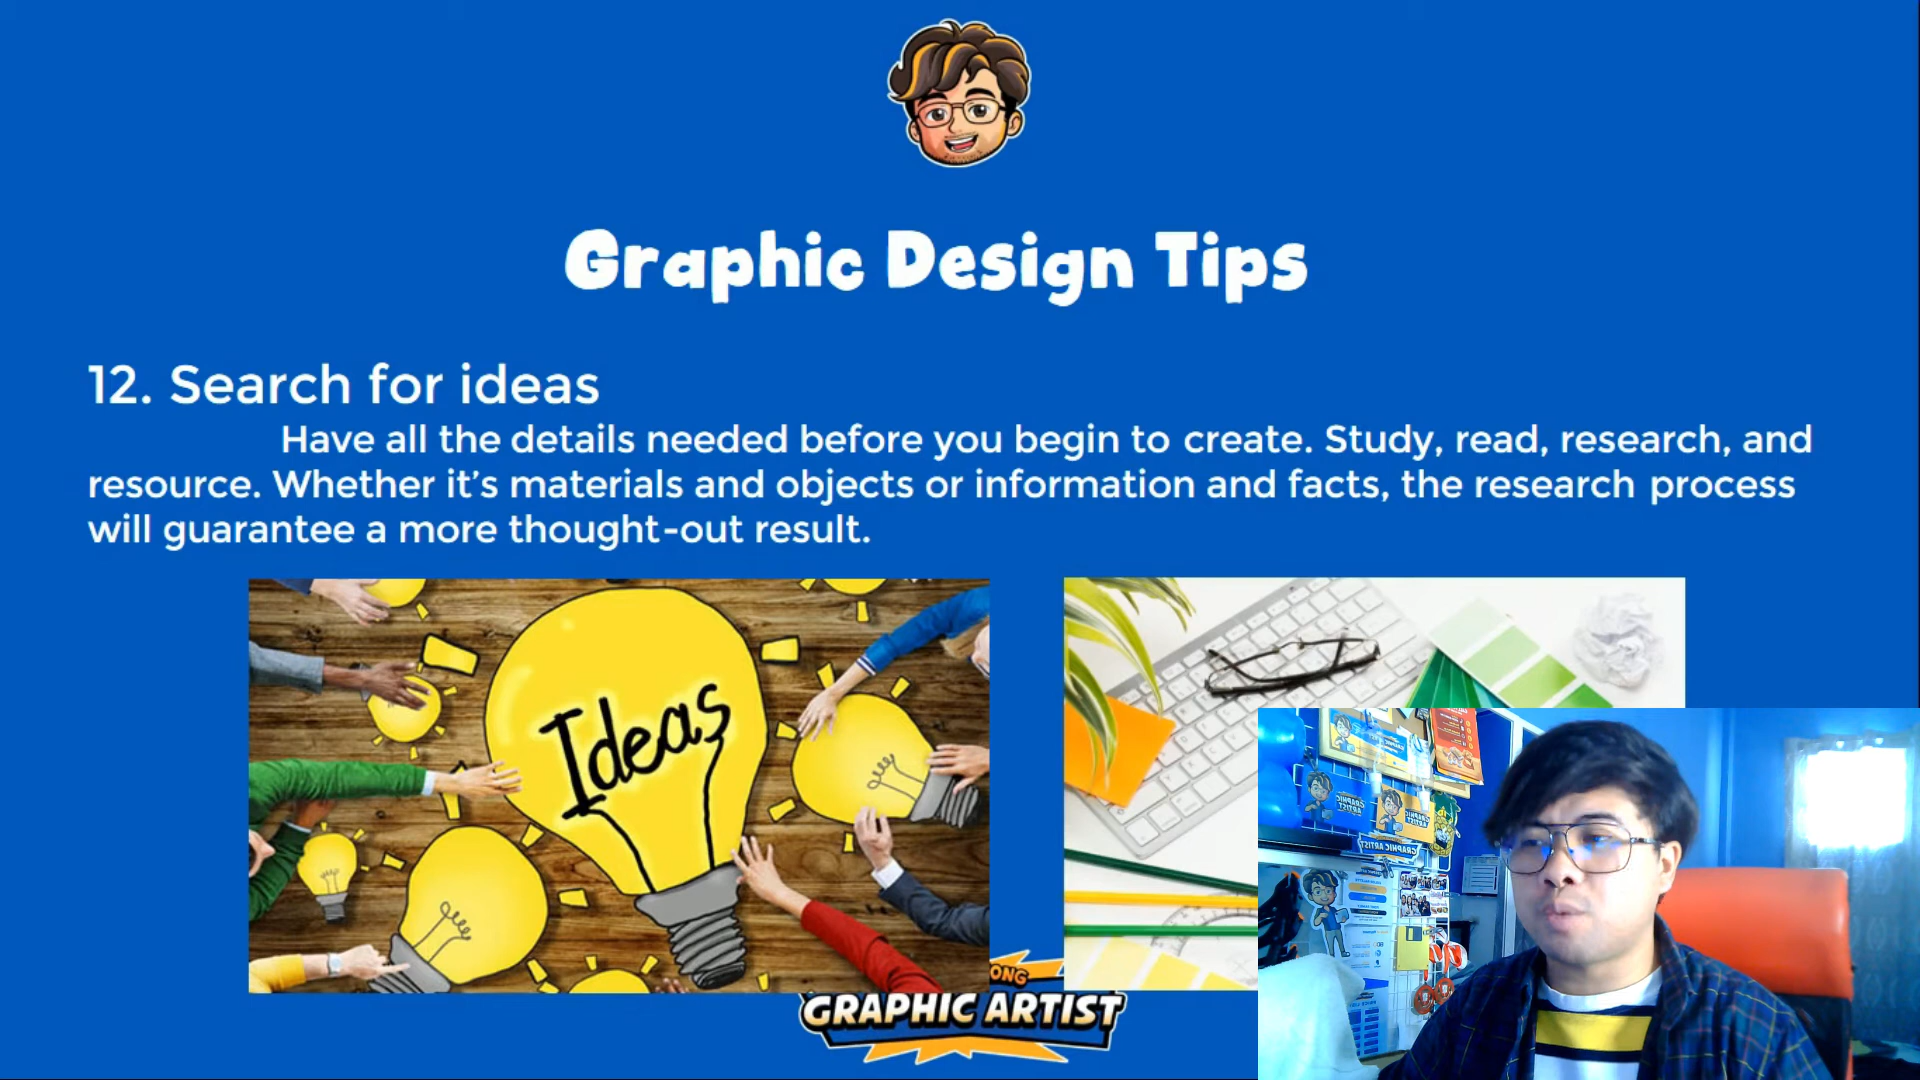 Graphic Design Tips
12. Search for ideas
Have all the details needed before you begin to create. Study, read, research, and
resource. Whether it's materials and objects or information and facts, the research process
will guarantee a more thought-out result.
Ideas
ONG
GRAPHIC ARTIST